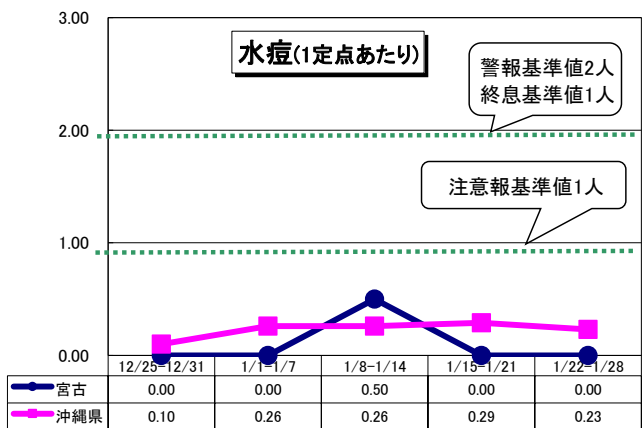 3.00
水痘(1定点あたり)
警報基準値2人
終息基準値1人
2.00
注意報基準値1人
1.00
0.00
12/25-12/31 1/1-1/7 1/8-1/14 1/15-1/21 1/22-1/28
宮古 0.00 0.00 0.50 0.00 0.00
沖縄県 0.10 0.26 0.26 0.29 0.23